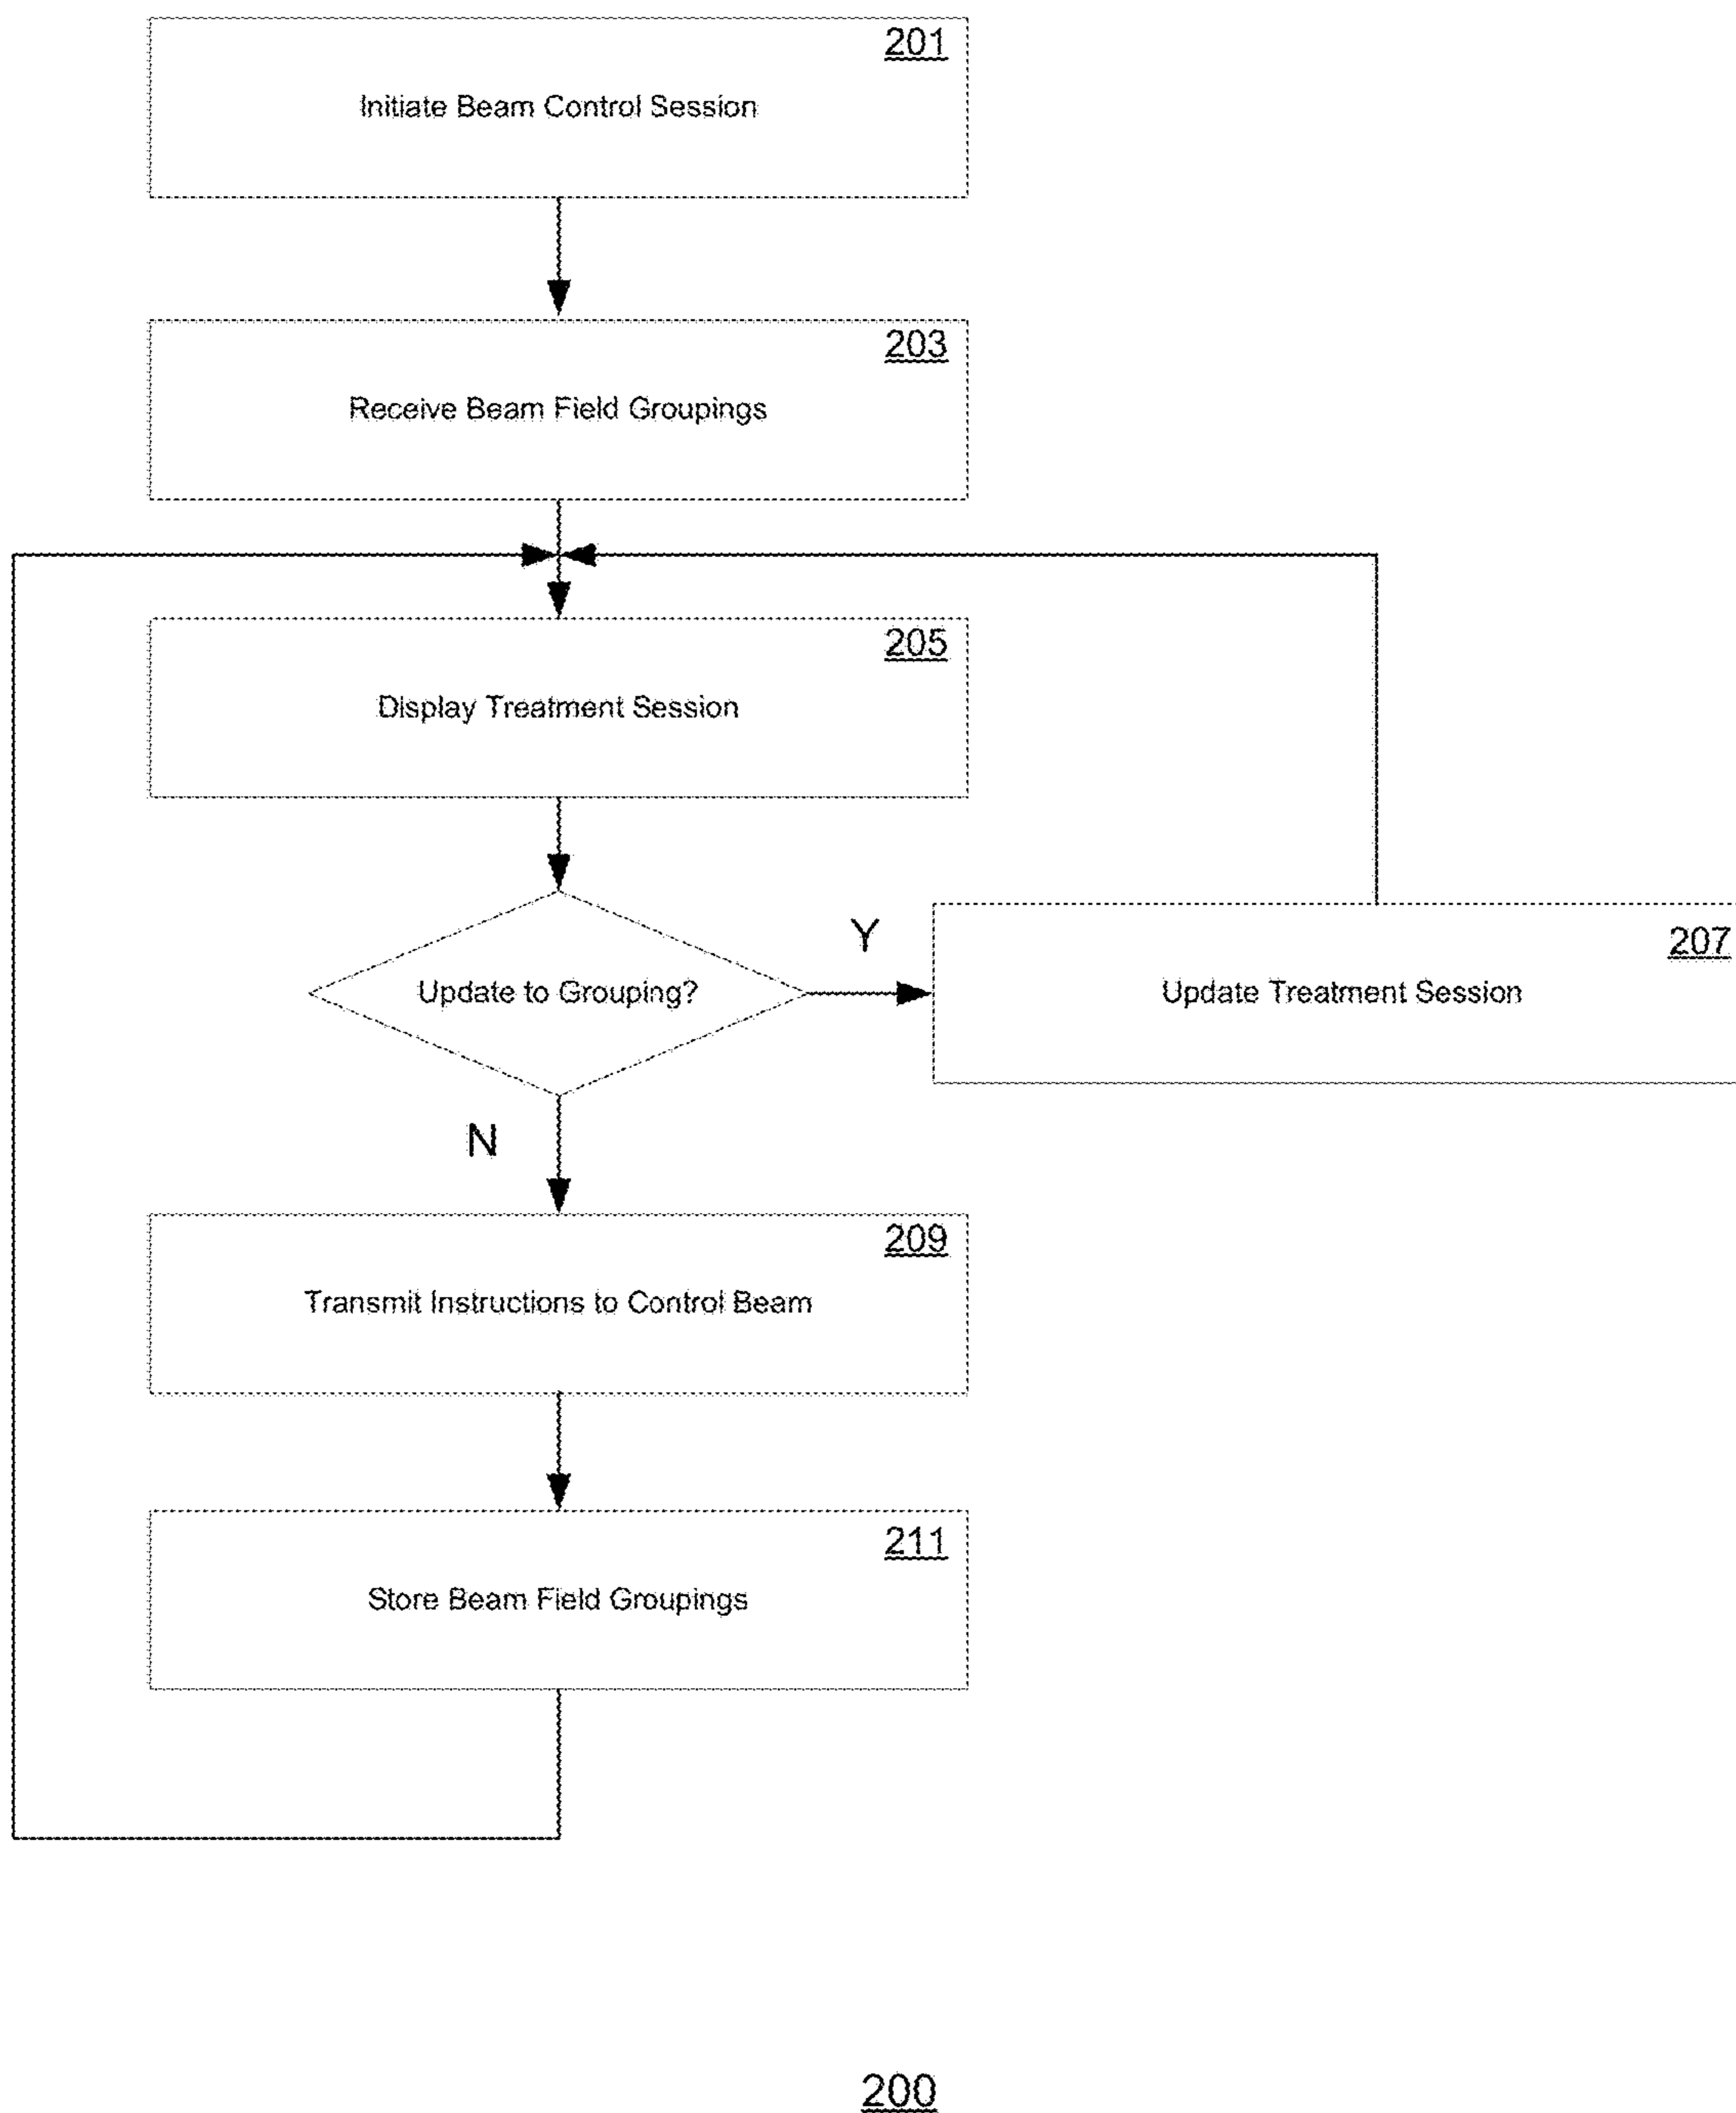 201
Initiate Beam Control Session
203
Receive Beam Field Groupings
205
Display Treatment Session
Update to Grouping?
Y
207
Update Treatment Session
N
209
Transmit Instructions to Control Beam
211
Store Beam Field Groupings
200